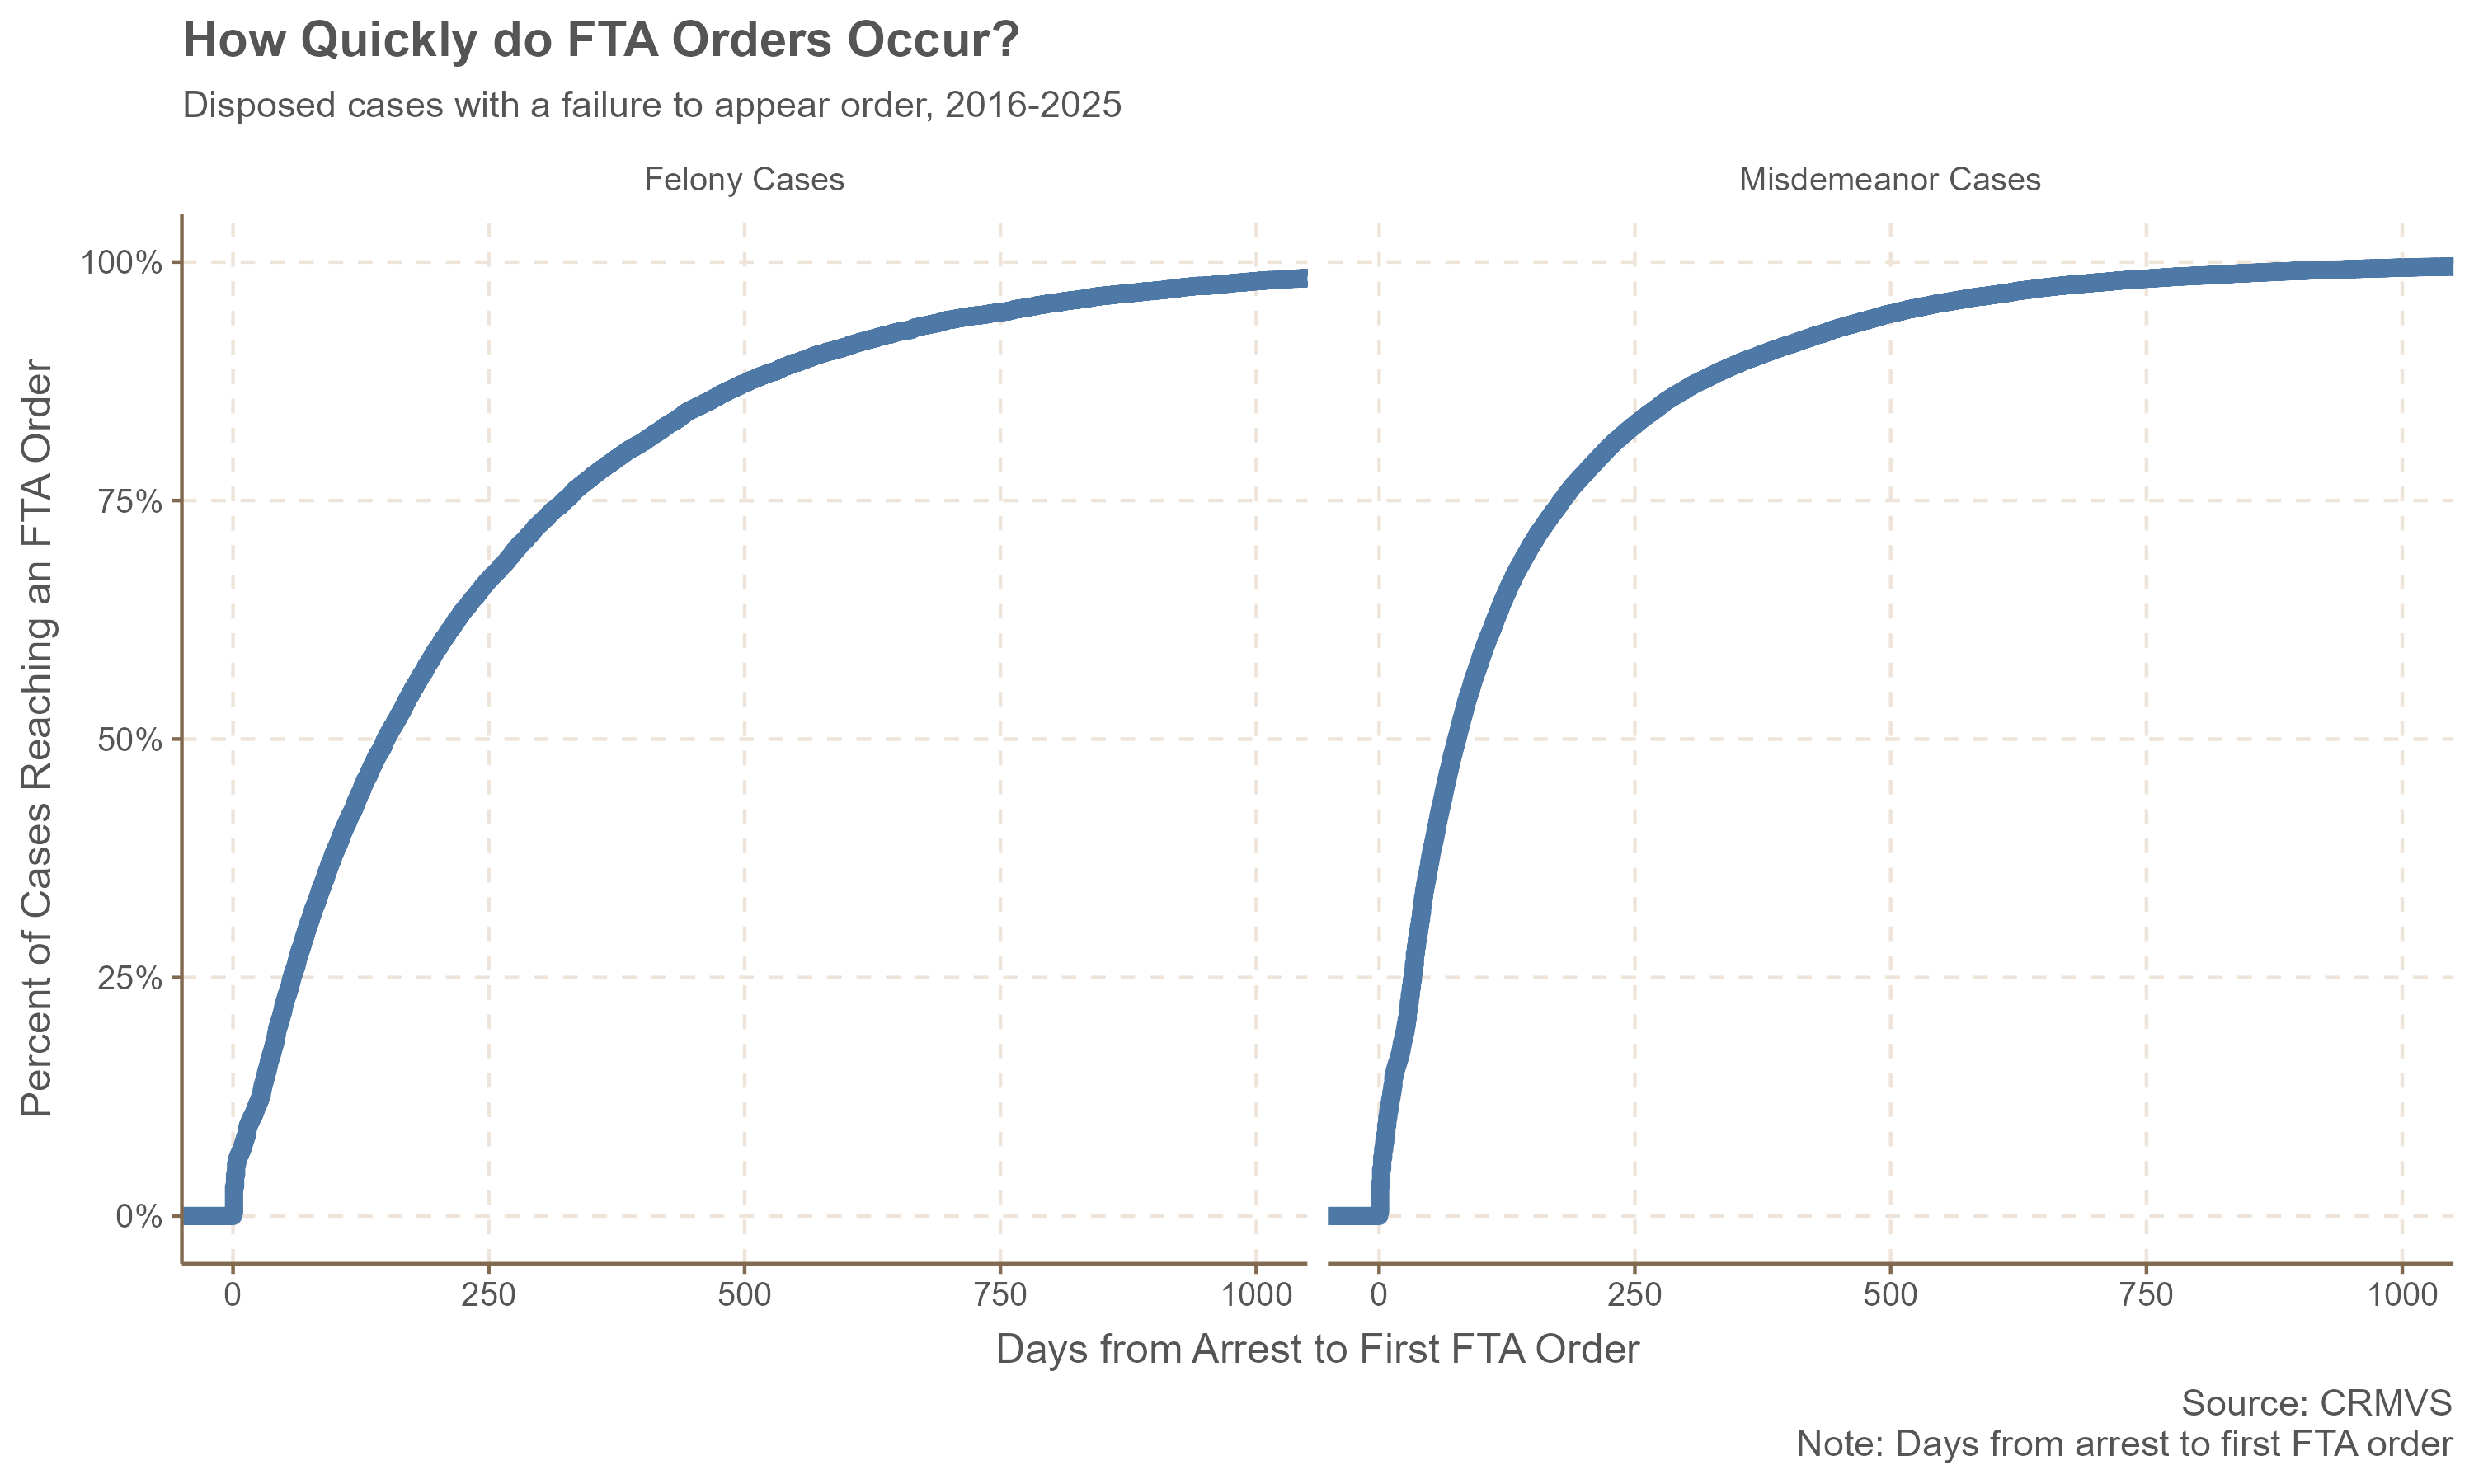 How Quickly do FTA Orders Occur?
Disposed cases with a failure to appear order, 2016-2025
Felony Cases
Misdemeanor Cases
Percent of Cases Reaching an FTA Order
100%
75%
50%
25%
0%
0 250 500 750 1000
0 250 500 750 1000
Days from Arrest to First FTA Order
Source: CRMVS
Note: Days from arrest to first FTA order